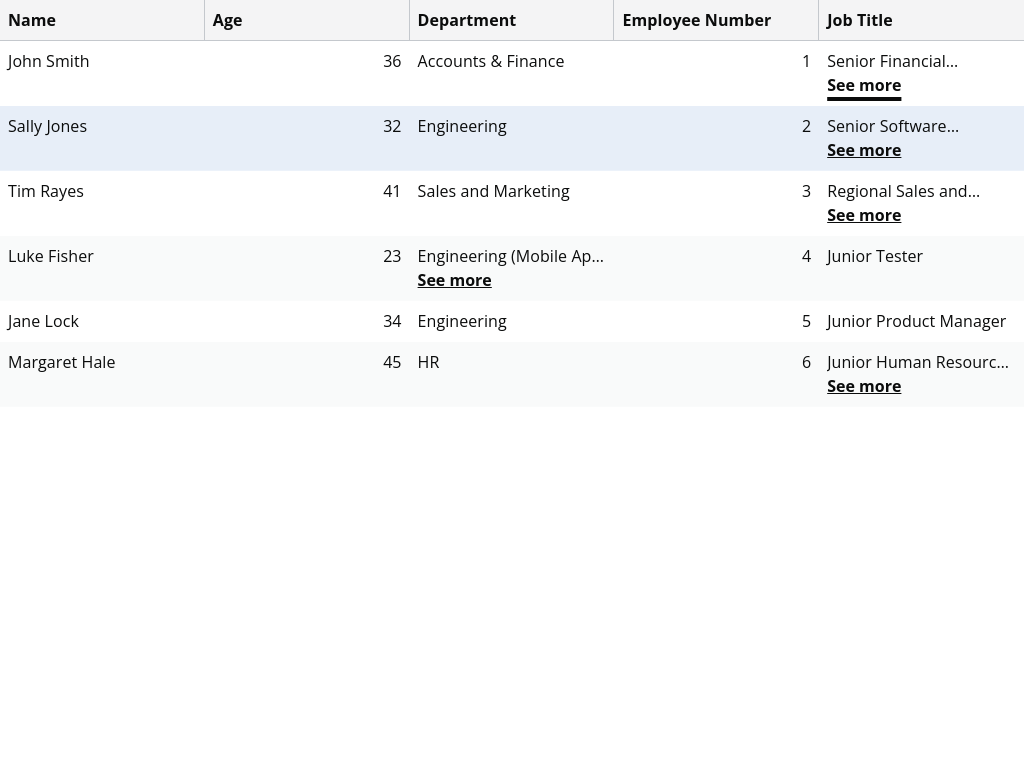 Name Age Department Employee Number Job Title
John Smith 36 Accounts & Finance 1 Senior Financial...
See more
Sally Jones 32 Engineering 2 Senior Software...
See more
Tim Rayes 41 Sales and Marketing 3 Regional Sales and...
See more
Luke Fisher 23 Engineering (Mobile Ap... 4 Junior Tester
See more
Jane Lock 34 Engineering 5 Junior Product Manager
Margaret Hale 45 HR 6 Junior Human Resourc...
See more